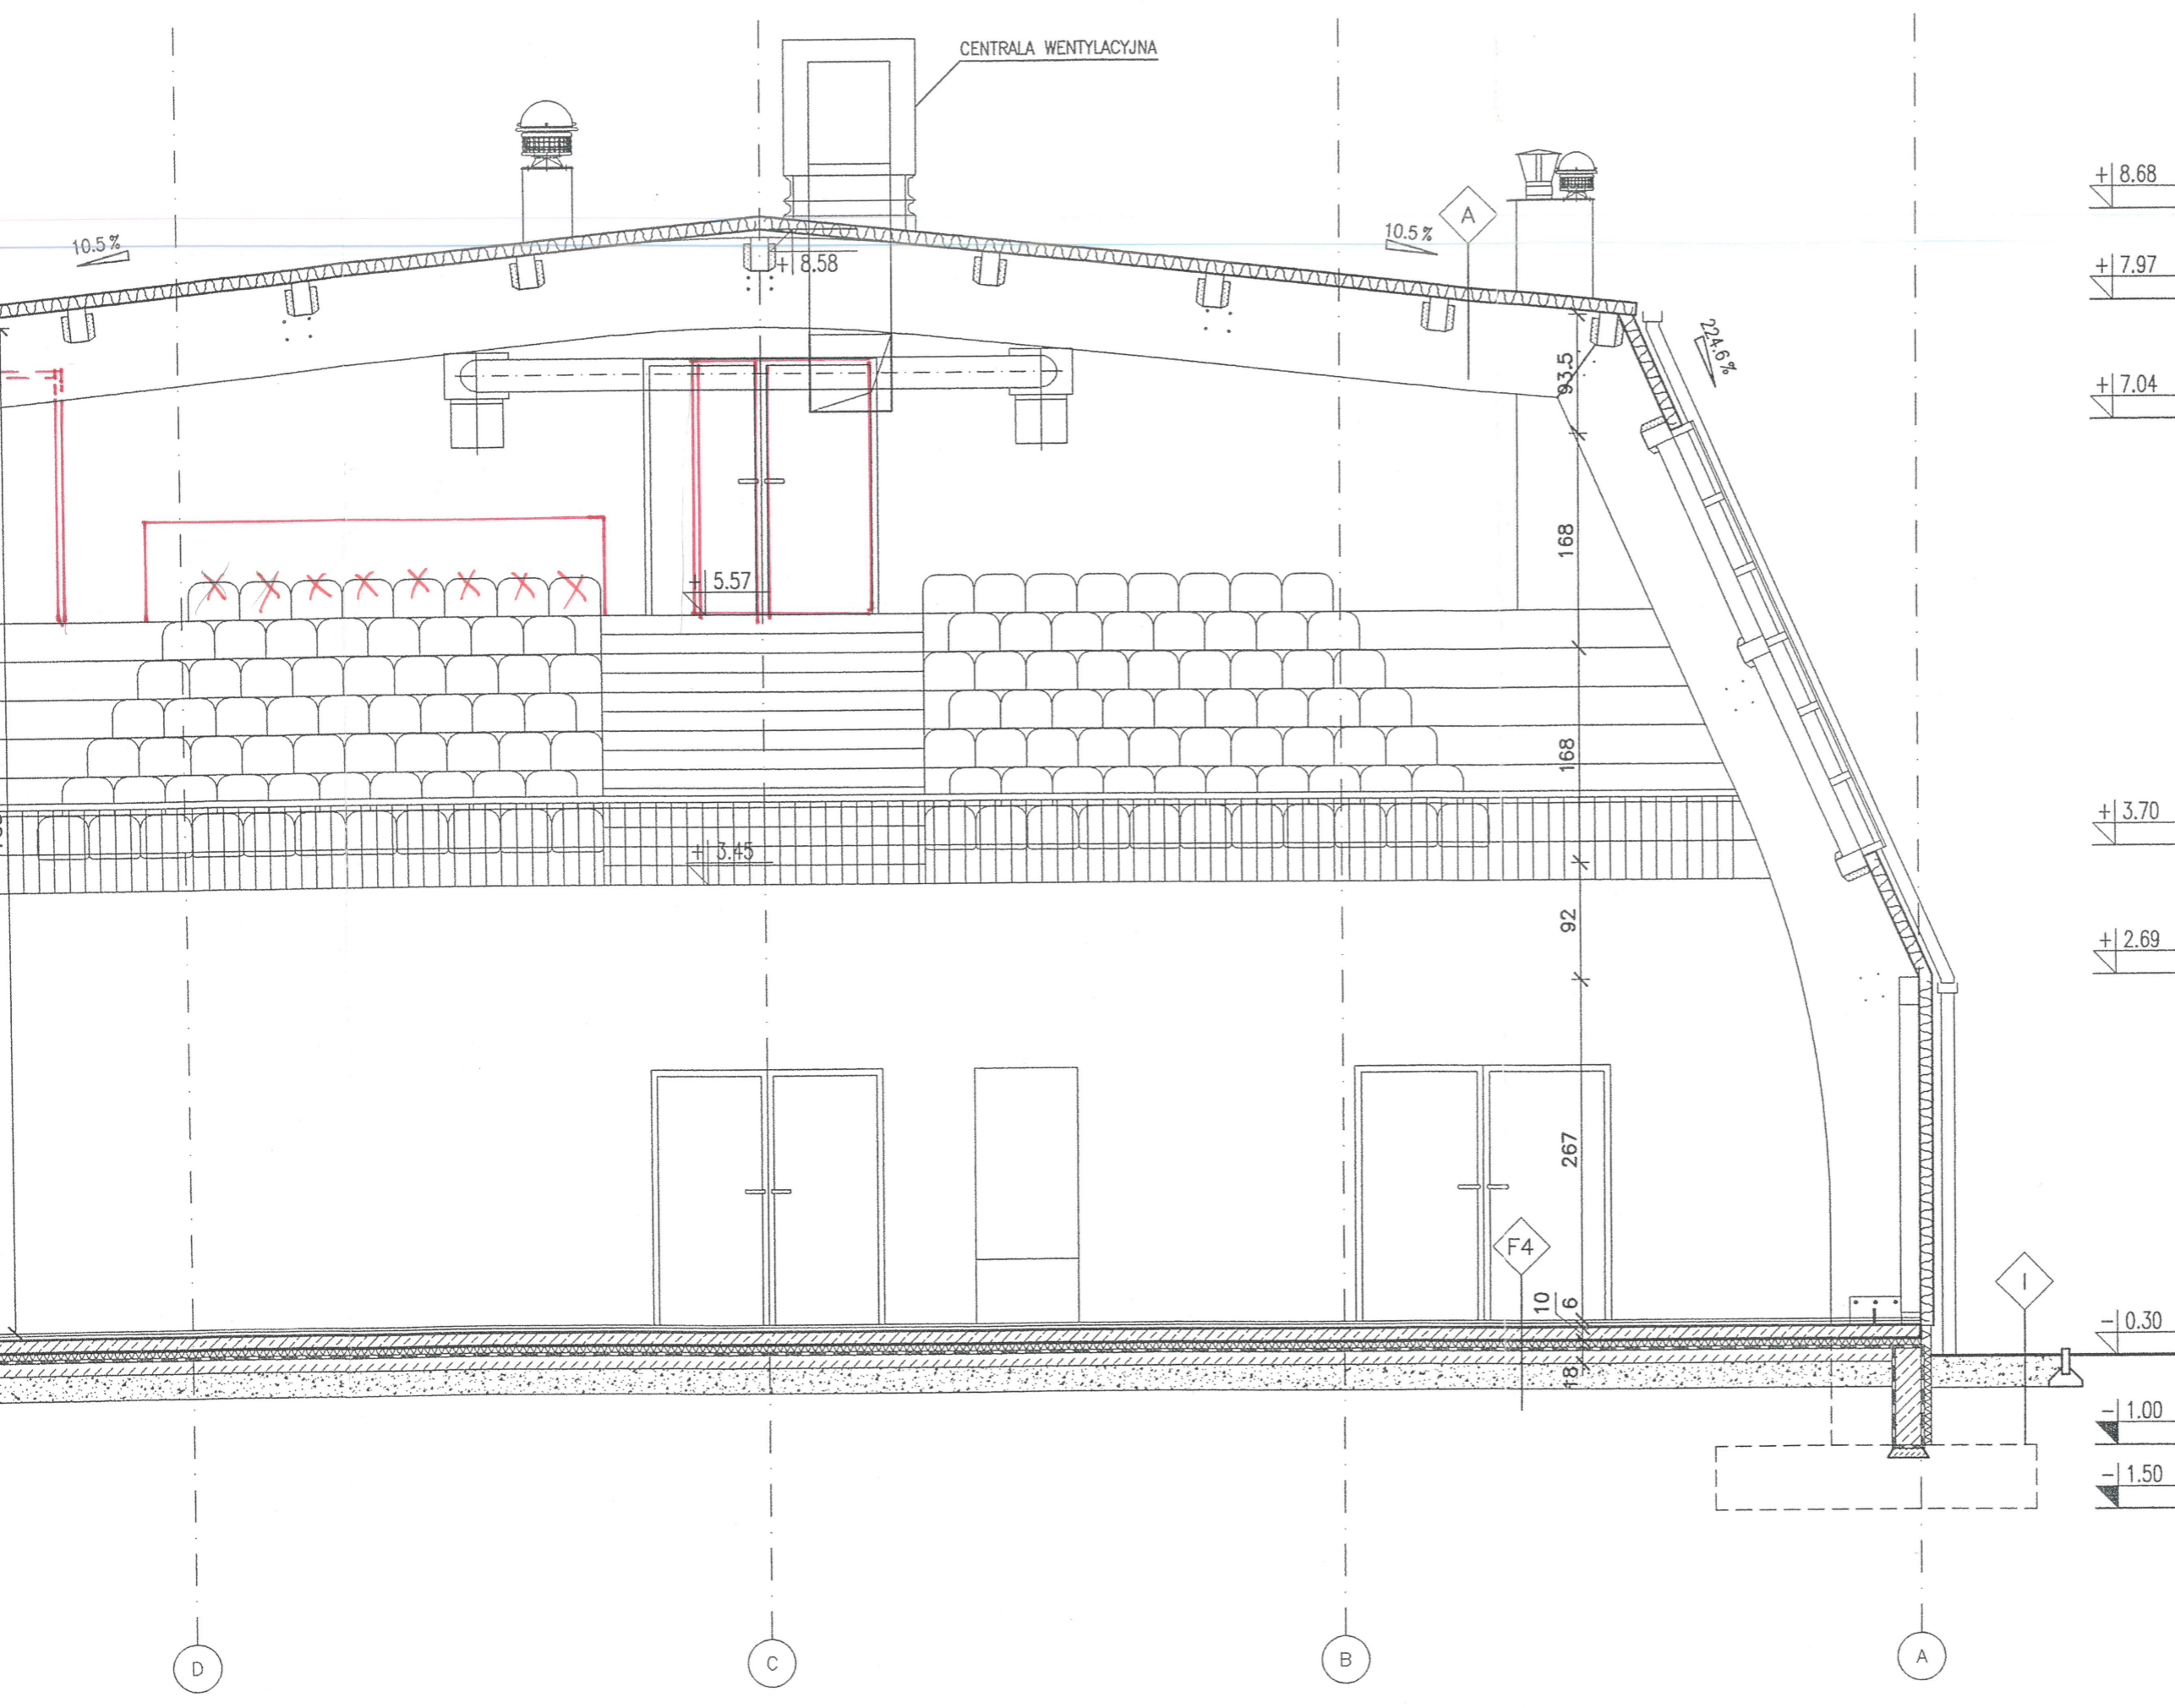 CENTRALA WENTYLACYJNA
+ 8.68
A
10.5%
10.5%
+ 8.58
+ 7.97
224.6%
93.5
+ 7.04
168
+ 5.57
168
+ 3.70
+ 3.45
92
+ 2.69
267
F4
I
10
6
- 0.30
18
- 1.00
- 1.50
D
C
B
A